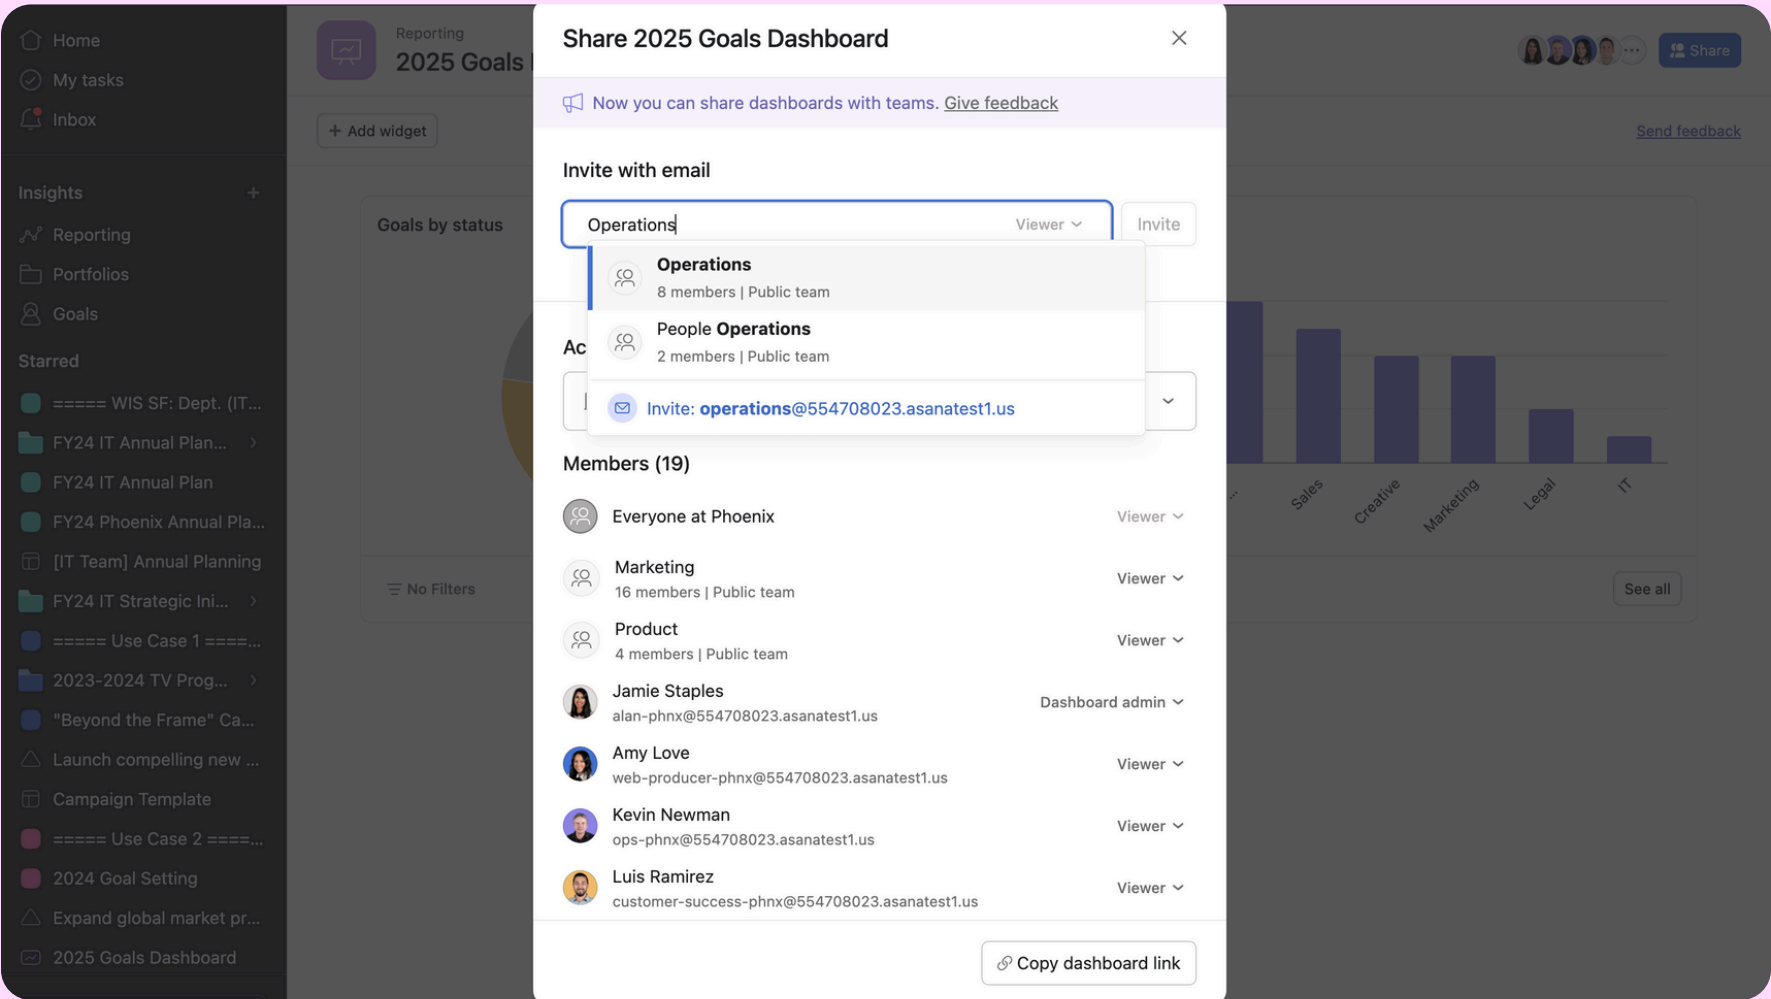 Home
My tasks
Inbox
Insights
Reporting
Portfolios
Goals
Starred
===== WIS SF: Dept. (IT...
FY24 IT Annual Plan...
FY24 IT Annual Plan
FY24 Phoenix Annual Pla...
[IT Team] Annual Planning
FY24 IT Strategic Ini...
===== Use Case 1 ====...
2023-2024 TV Prog...
"Beyond the Frame" Ca...
Launch compelling new ...
Campaign Template
===== Use Case 2 ====...
2024 Goal Setting
Expand global market pr...
2025 Goals Dashboard
Reporting
2025 Goals
Share
+ Add widget
Send feedback
Goals by status
No Filters
Share 2025 Goals Dashboard
Now you can share dashboards with teams. Give feedback
Invite with email
Operations Viewer Invite
Operations
8 members | Public team
People Operations
2 members | Public team
Invite: operations@554708023.asanatest1.us
Ac
Members (19)
Everyone at Phoenix Viewer
Marketing
16 members | Public team Viewer
Product
4 members | Public team Viewer
Jamie Staples
alan-phnx@554708023.asanatest1.us Dashboard admin
Amy Love
web-producer-phnx@554708023.asanatest1.us Viewer
Kevin Newman
ops-phnx@554708023.asanatest1.us Viewer
Luis Ramirez
customer-success-phnx@554708023.asanatest1.us Viewer
Copy dashboard link
... Sales Creative Marketing Legal IT
See all